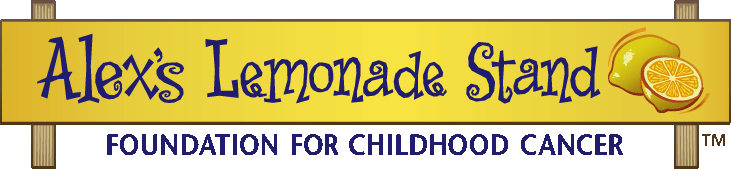 Alex's Lemonade Stand
FOUNDATION FOR CHILDHOOD CANCER ™